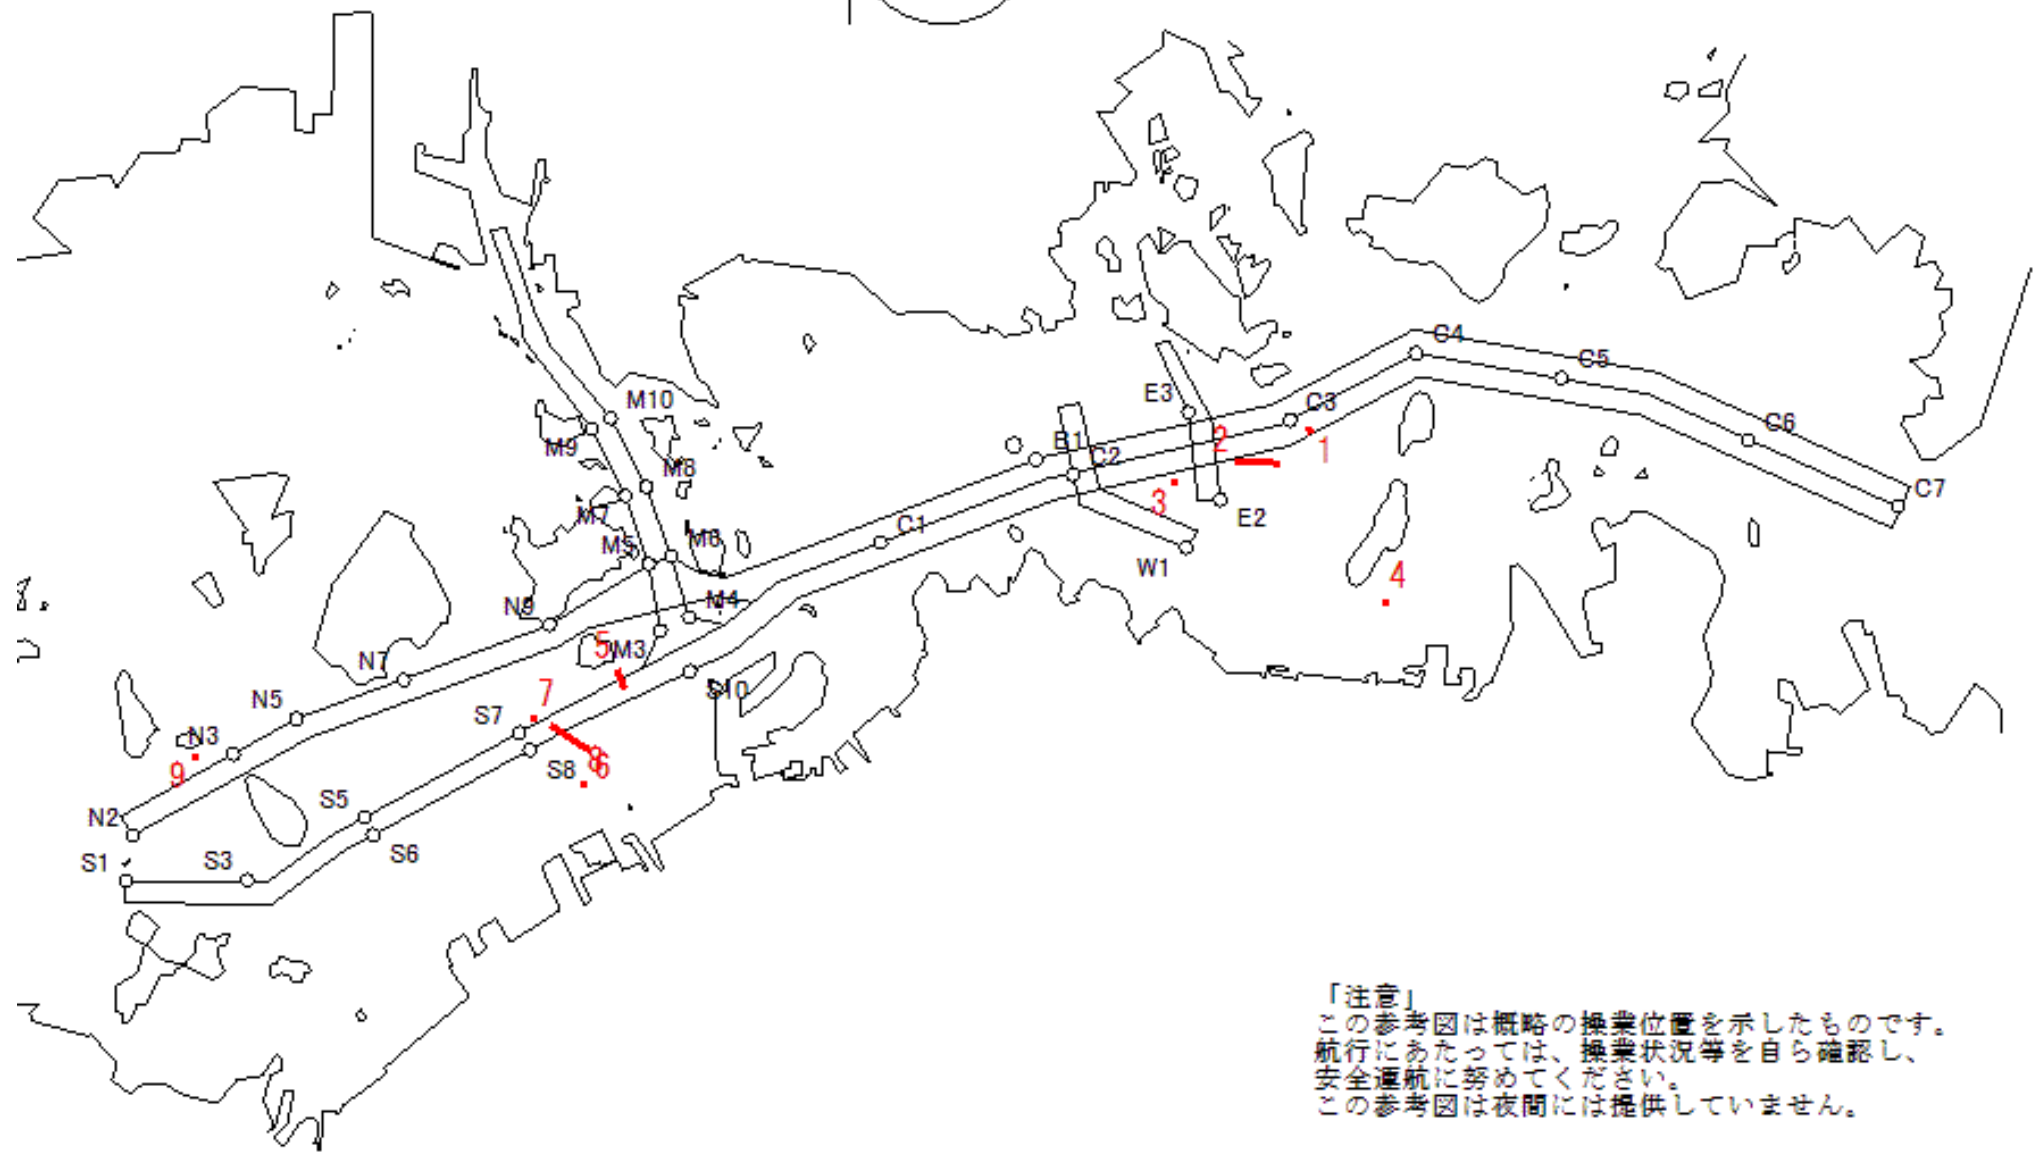 C4
C5
M10
E3
C3
M9
B1
2
1
C6
M8
C2
3
C7
M7
E2
C1
M5
M6
W1
4
N9
M4
5
M3
N7
7
S10
N5
S7
N3
9
S8
8
6
S5
N2
S6
S1
S3
「注意」
この参考図は概略の操業位置を示したものです。
航行にあたっては、操業状況等を自ら確認し、
安全運航に努めてください。
この参考図は夜間には提供していません。